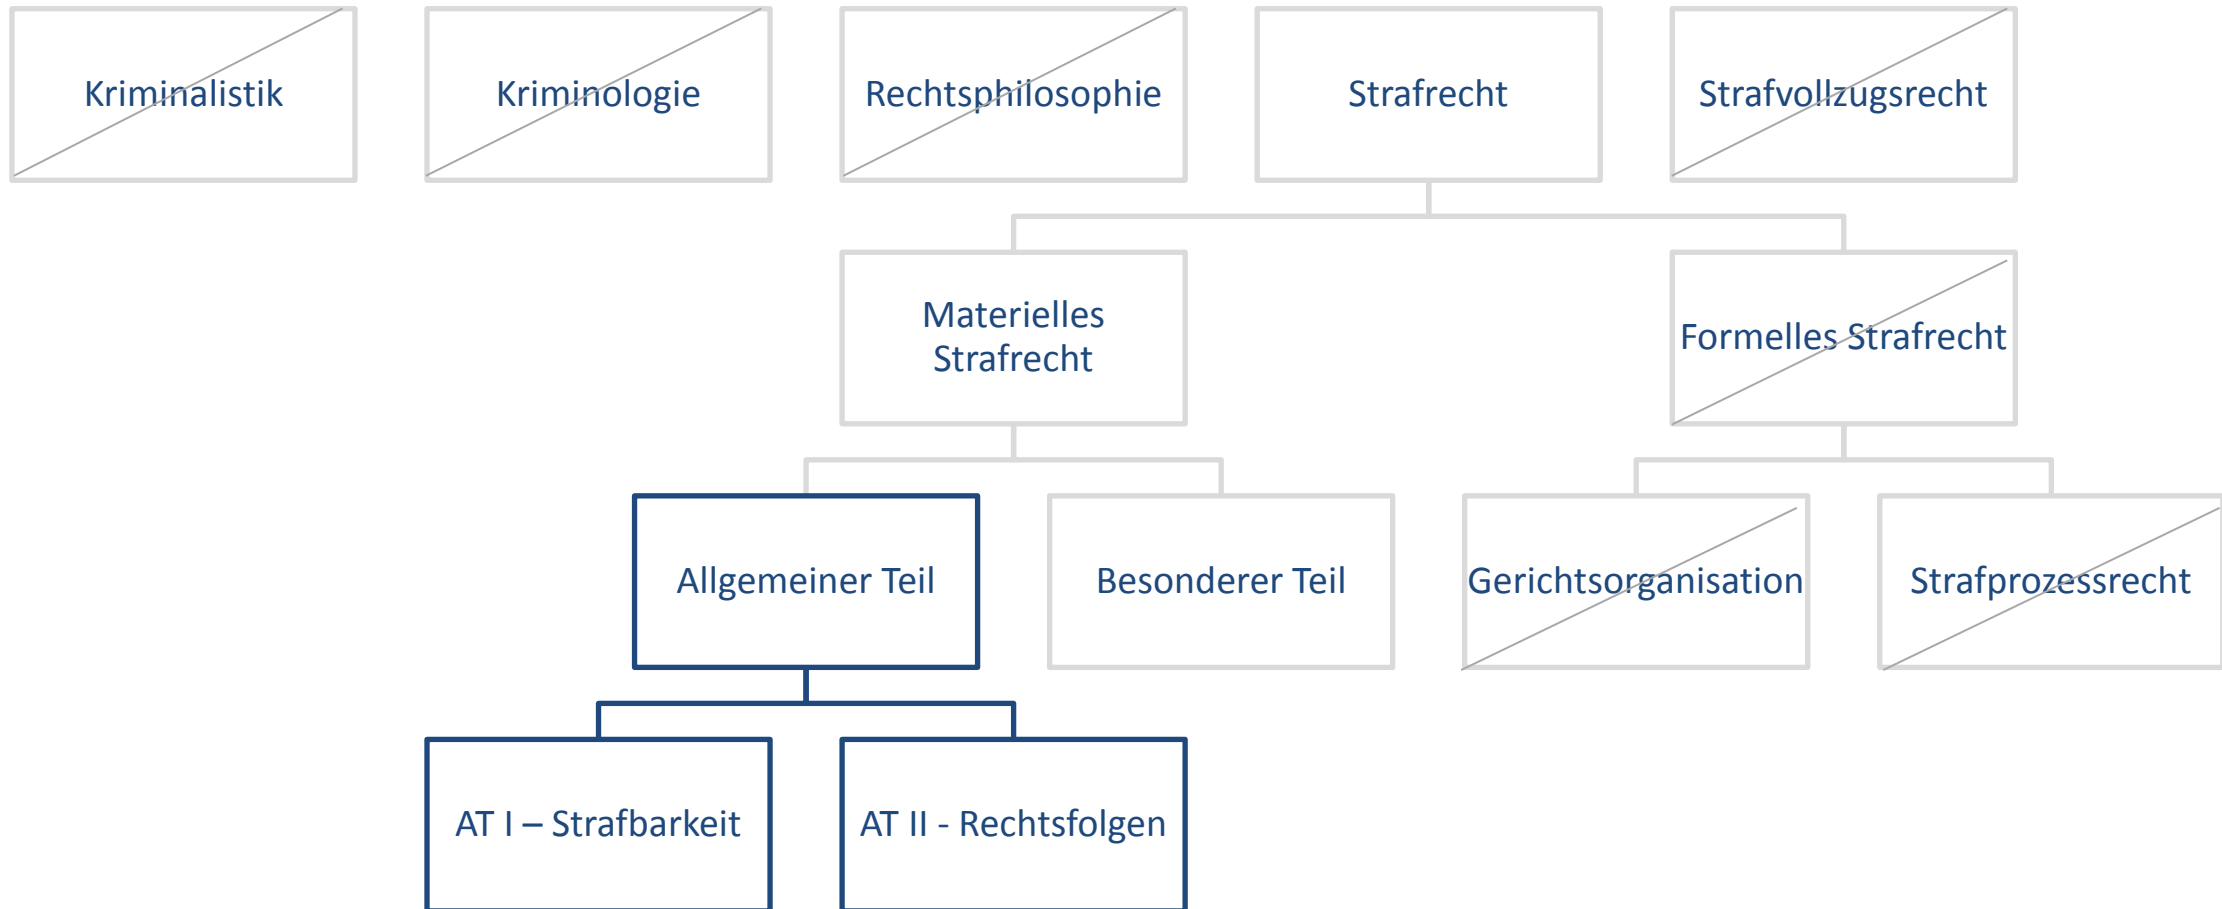 Kriminalistik
Kriminologie
Rechtsphilosophie
Strafrecht
Strafvollzugsrecht
Materielles
Strafrecht
Formelles Strafrecht
Allgemeiner Teil
Besonderer Teil
Gerichtsorganisation
Strafprozessrecht
AT I – Strafbarkeit
AT II - Rechtsfolgen